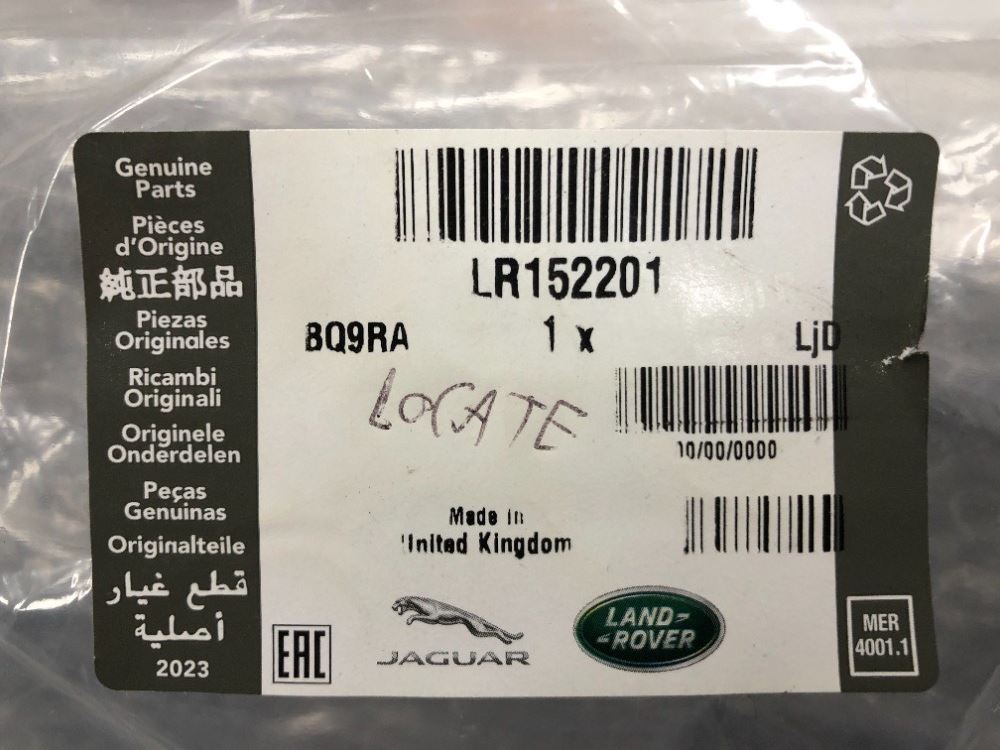 Genuine
Parts
Pièces
d'Origine
純正部品
Piezas
Originales
Ricambi
Originali
Originele
Onderdelen
Peças
Genuínas
Originalteile
قطع غيار
أصلية
2023
LR152201
8Q9RA 1 x LjD
LOCATE
10/00/0000
Made in
United Kingdom
EAC
JAGUAR
LAND-
-ROVER
MER
4001.1